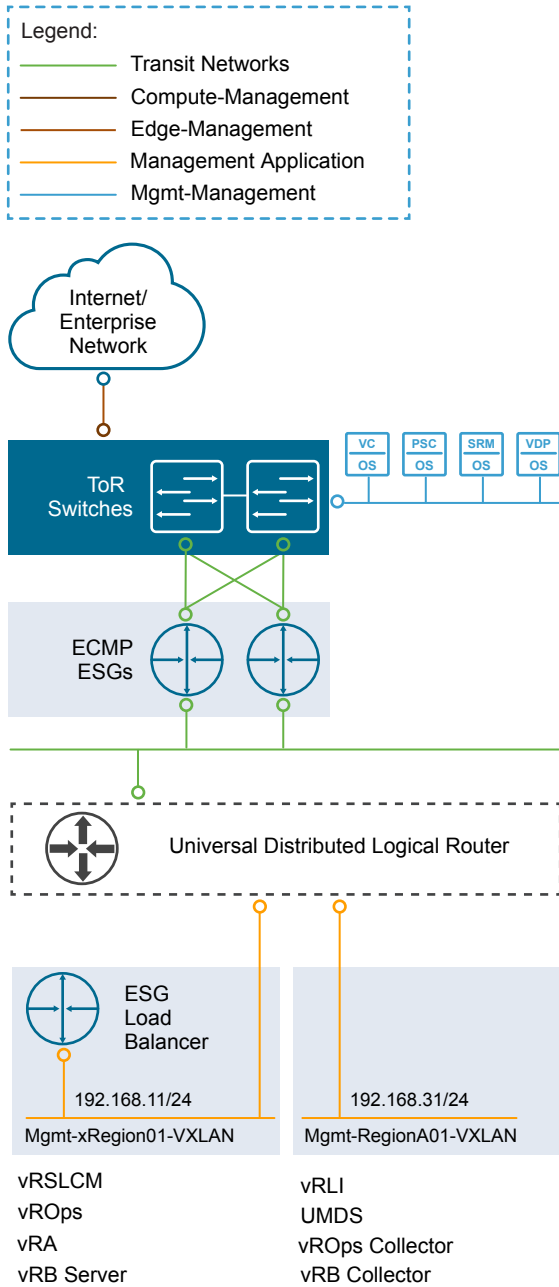 Legend:
Transit Networks
Compute-Management
Edge-Management
Management Application
Mgmt-Management
Internet/
Enterprise
Network
VC
OS
PSC
OS
SRM
OS
VDP
OS
ToR
Switches
ECMP
ESGs
Universal Distributed Logical Router
ESG
Load
Balancer
192.168.11/24
Mgmt-xRegion01-VXLAN
192.168.31/24
Mgmt-RegionA01-VXLAN
vRSLCM
vROps
vRA
vRB Server
vRLI
UMDS
vROps Collector
vRB Collector